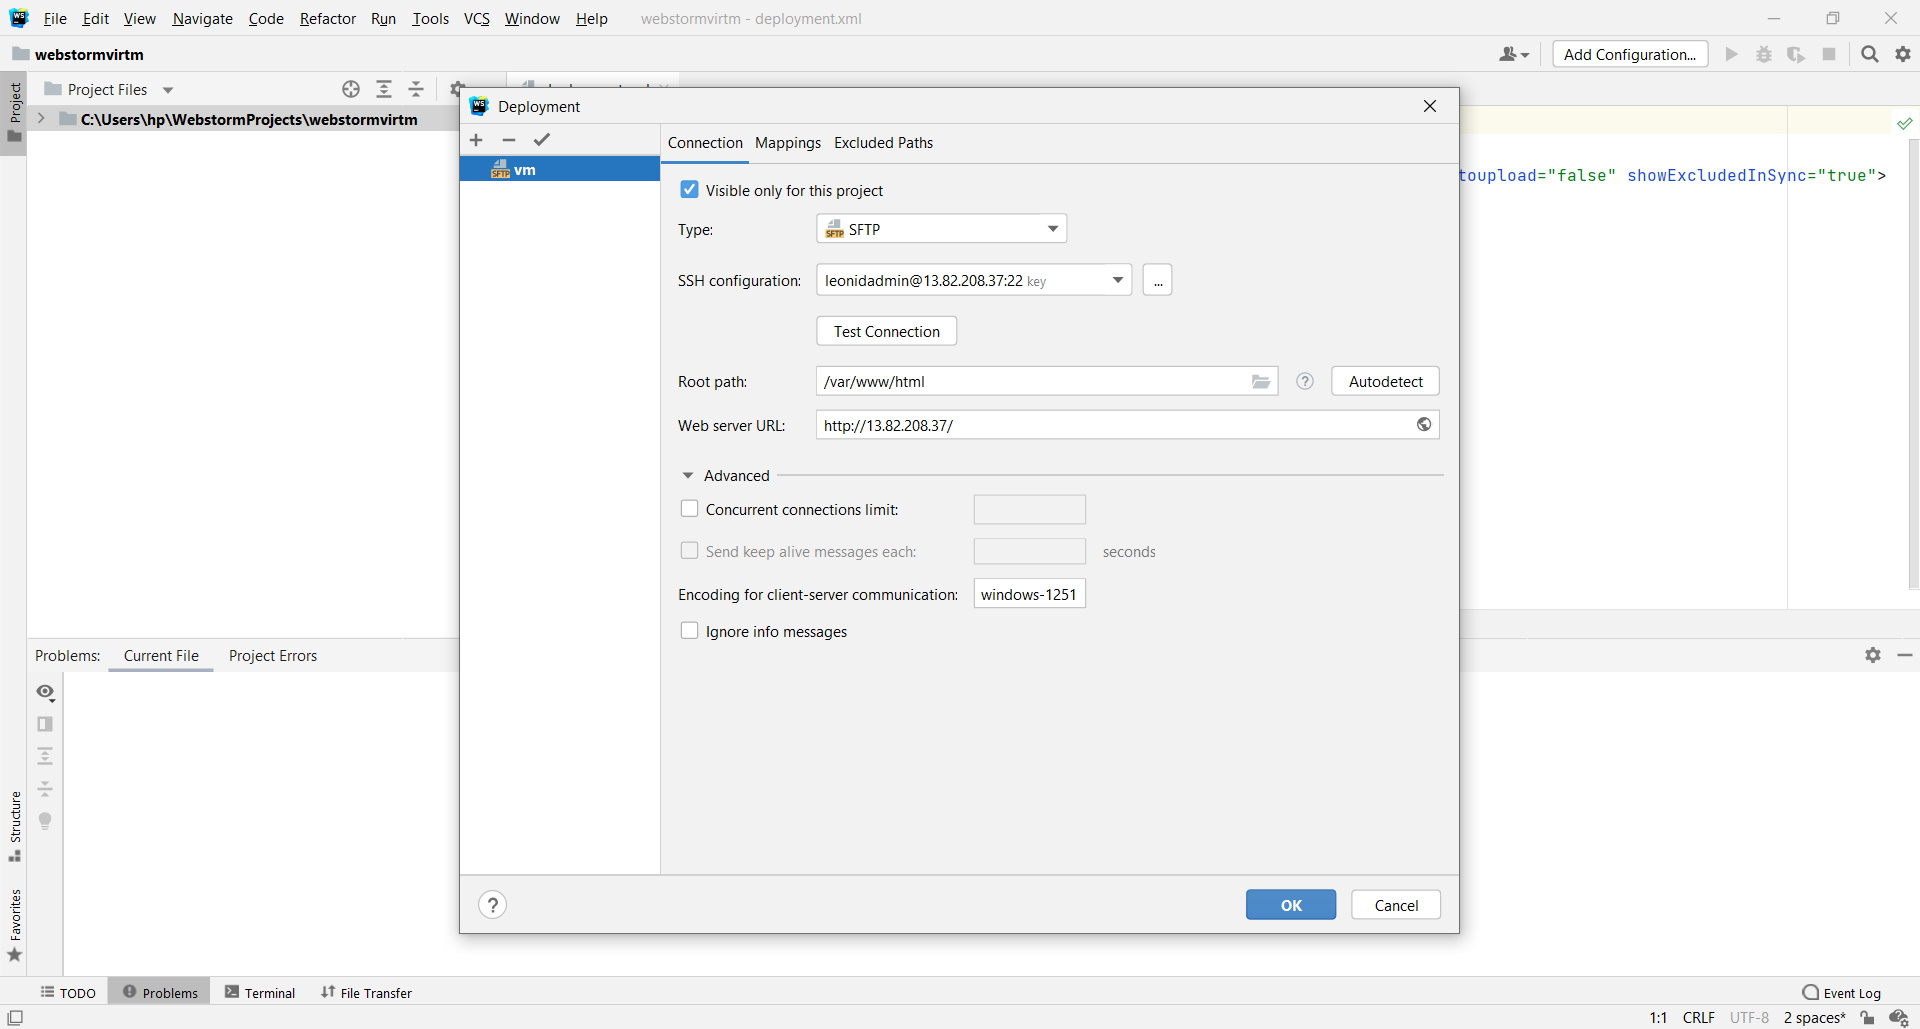 File Edit View Navigate Code Refactor Run Tools VCS Window Help webstormvirtm - deployment.xml
webstormvirtm
Add Configuration...
Project
Project Files
C:\Users\hp\WebstormProjects\webstormvirtm
Deployment
vm
Connection Mappings Excluded Paths
Visible only for this project
Type: SFTP
SSH configuration: leonidadmin@13.82.208.37:22 key ...
Test Connection
Root path: /var/www/html Autodetect
Web server URL: http://13.82.208.37/
Advanced
Concurrent connections limit:
Send keep alive messages each: seconds
Encoding for client-server communication: windows-1251
Ignore info messages
? OK Cancel
toupload="false" showExcludedInSync="true">
Problems: Current File Project Errors
Structure
Favorites
TODO Problems Terminal File Transfer Event Log
1:1 CRLF UTF-8 2 spaces*